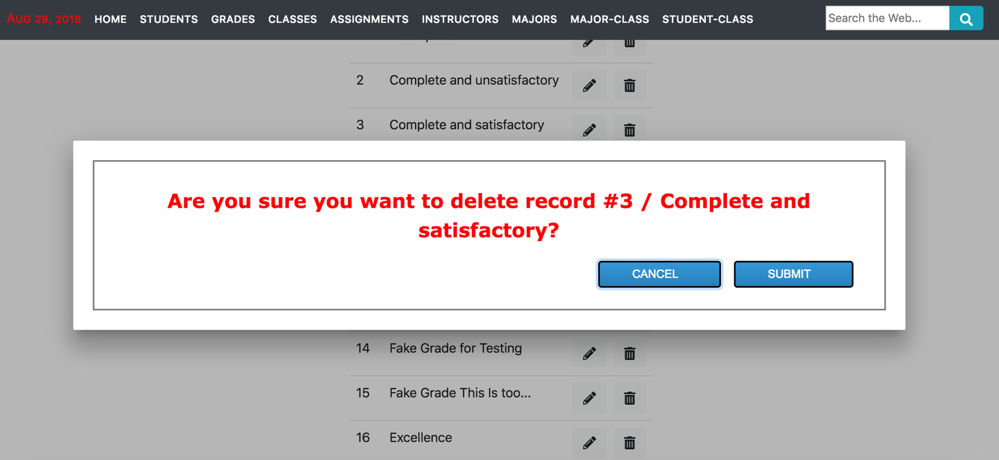 AUG 29, 2018 HOME STUDENTS GRADES CLASSES ASSIGNMENTS INSTRUCTORS MAJORS MAJOR-CLASS STUDENT-CLASS Search the Web...
2 Complete and unsatisfactory
3 Complete and satisfactory
Are you sure you want to delete record #3 / Complete and
satisfactory?
CANCEL SUBMIT
14 Fake Grade for Testing
15 Fake Grade This Is too...
16 Excellence